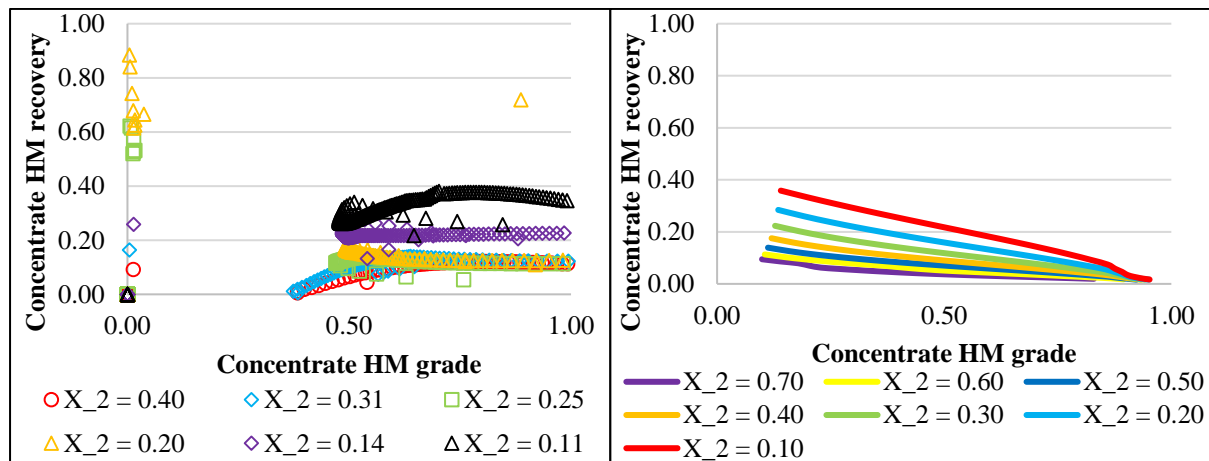 Concentrate HM recovery
1.00
0.80
0.60
0.40
0.20
0.00
0.00 0.50 1.00
Concentrate HM grade
X_2 = 0.40 X_2 = 0.31 X_2 = 0.25
X_2 = 0.20 X_2 = 0.14 X_2 = 0.11
Concentrate HM recovery
1.00
0.80
0.60
0.40
0.20
0.00
0.00 0.50 1.00
Concentrate HM grade
X_2 = 0.70 X_2 = 0.60 X_2 = 0.50
X_2 = 0.40 X_2 = 0.30 X_2 = 0.20
X_2 = 0.10